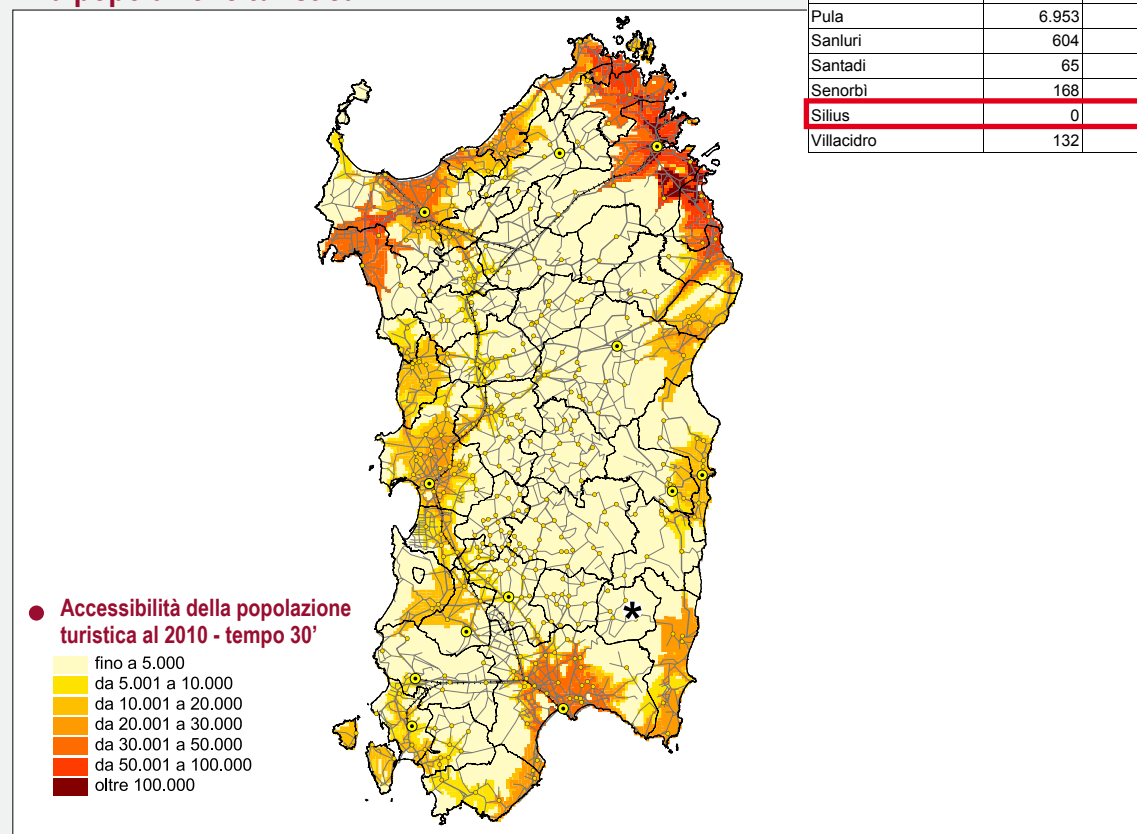 Pula 6.953
Sanluri 604
Santadi 65
Senorbì 168
Silius 0
Villacidro 132
*
Accessibilità della popolazione
turistica al 2010 - tempo 30’
fino a 5.000
da 5.001 a 10.000
da 10.001 a 20.000
da 20.001 a 30.000
da 30.001 a 50.000
da 50.001 a 100.000
oltre 100.000